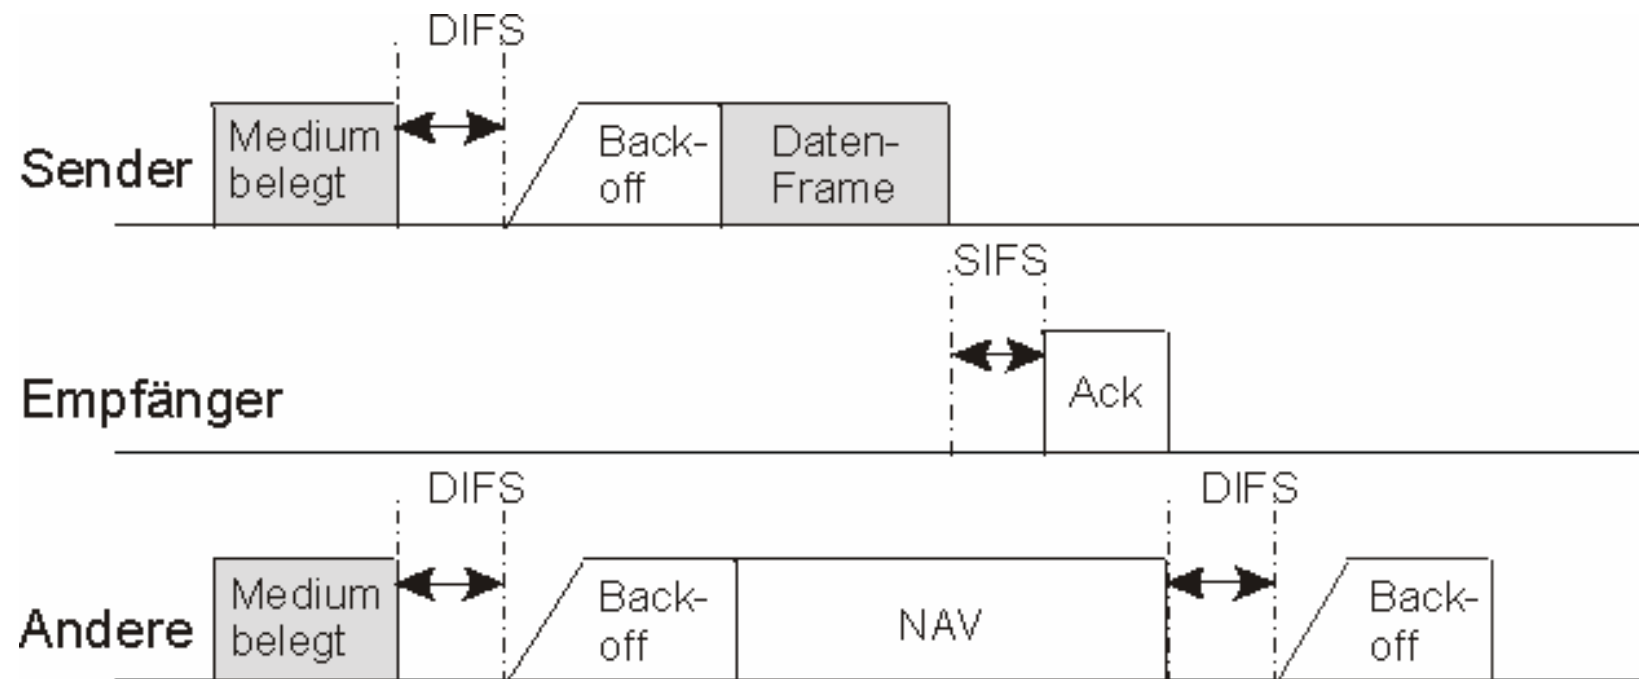 DIFS
Sender
Medium
belegt
Back-
off
Daten-
Frame
SIFS
Empfänger
Ack
DIFS
DIFS
Andere
Medium
belegt
Back-
off
NAV
Back-
off